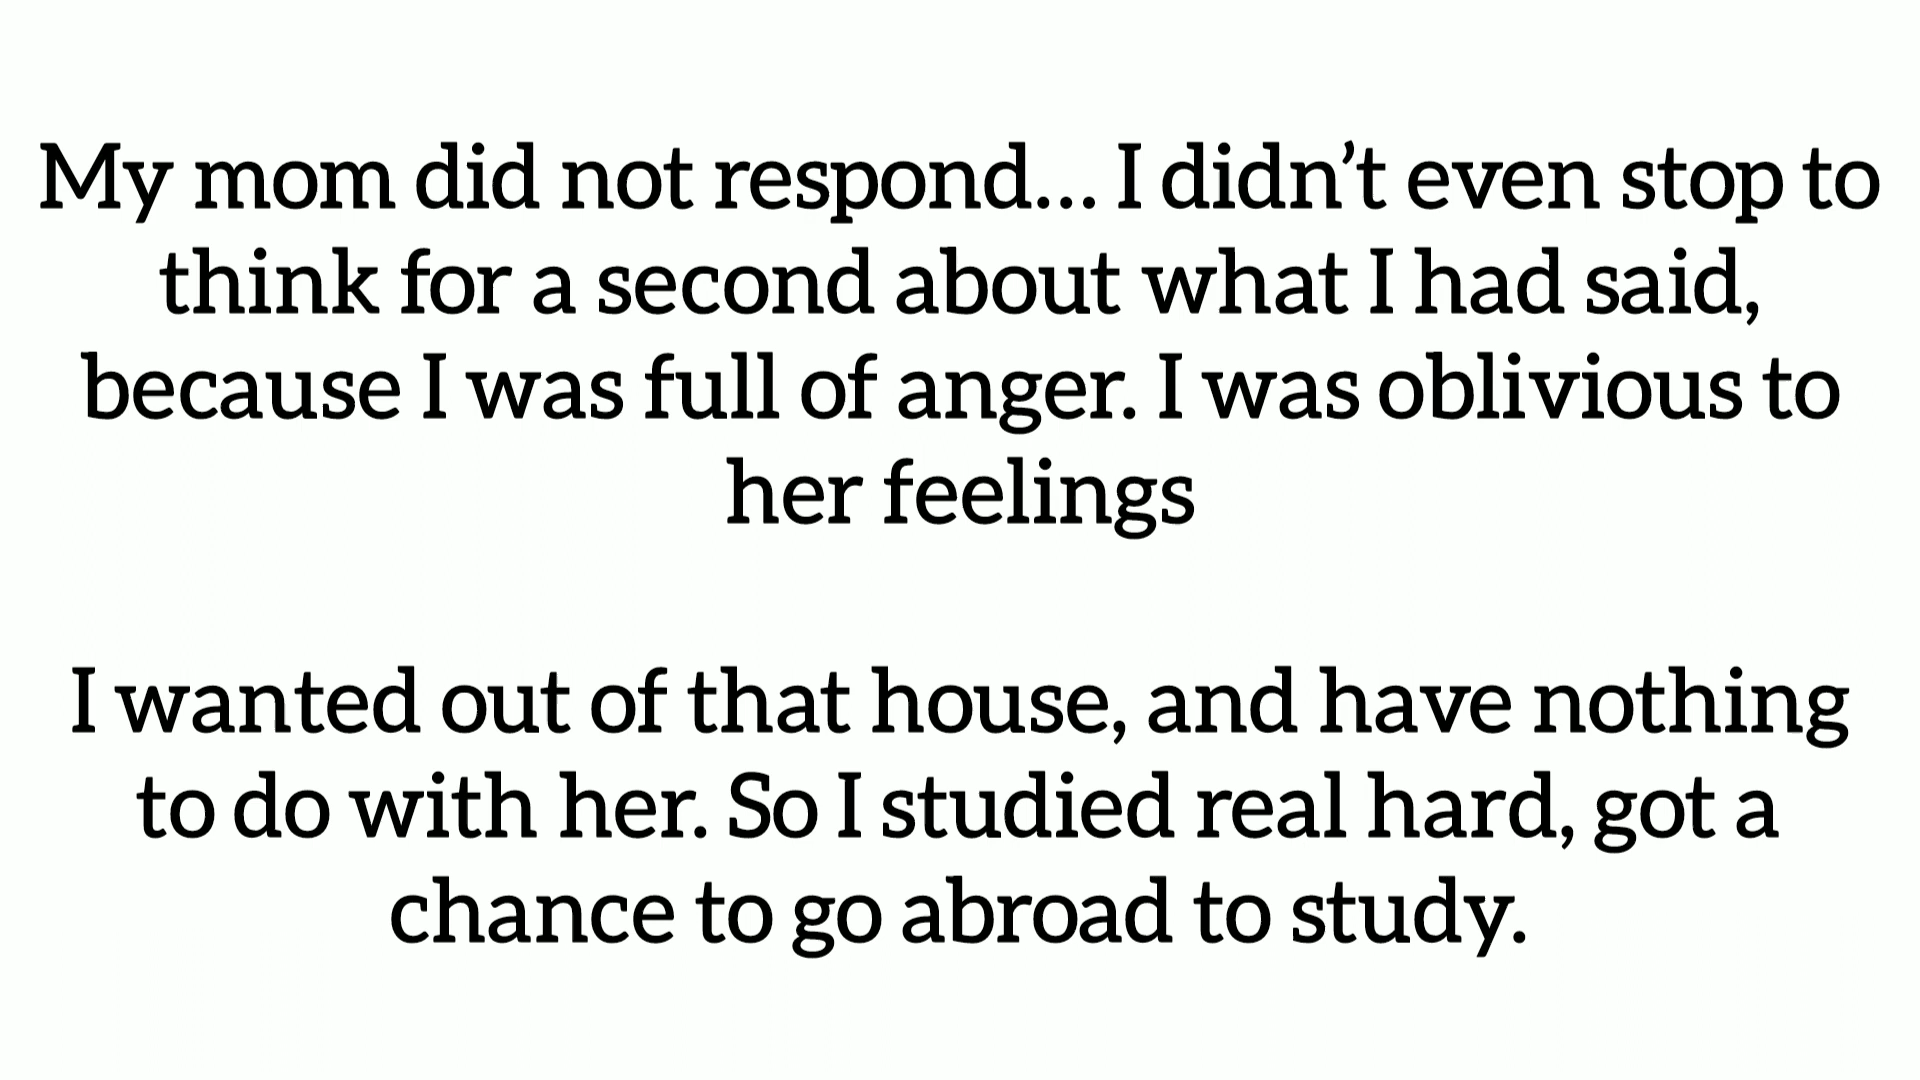 My mom did not respond... I didn’t even stop to
think for a second about what I had said,
because I was full of anger. I was oblivious to
her feelings
I wanted out of that house, and have nothing
to do with her. So I studied real hard, got a
chance to go abroad to study.